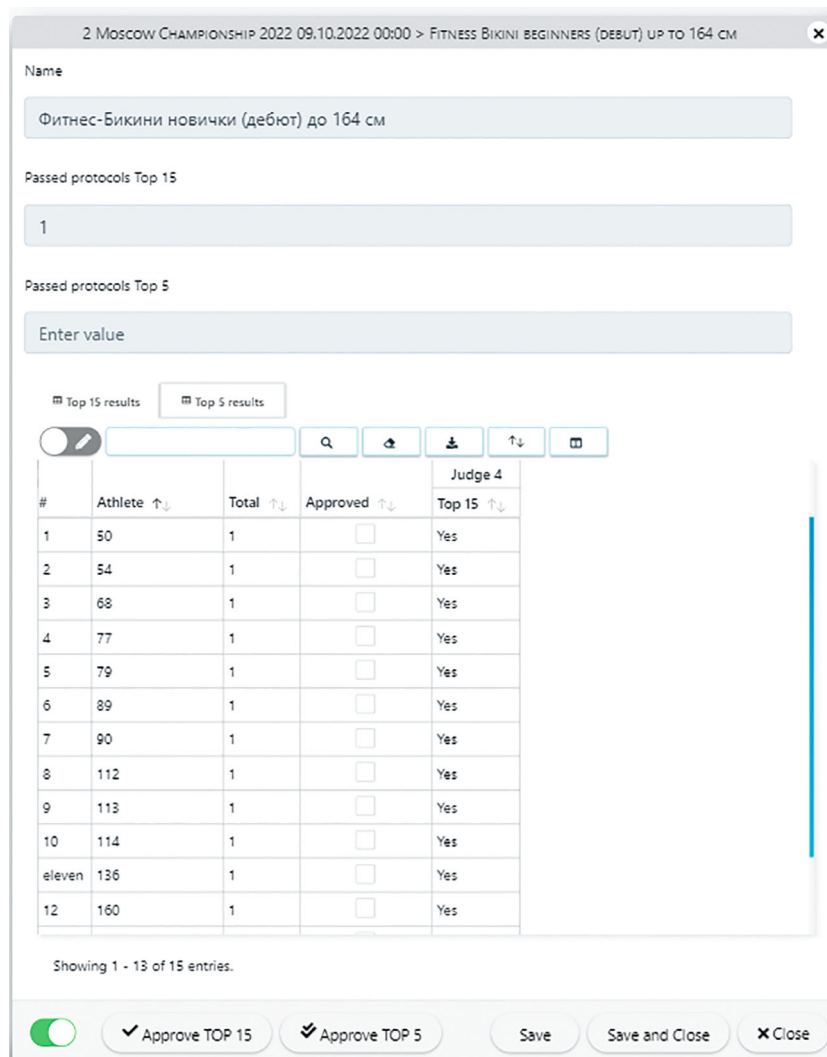 2 Moscow Championship 2022 09.10.2022 00:00 > Fitness Bikini beginners (debut) up to 164 cm
Name
Фитнес-Бикини новички (дебют) до 164 см
Passed protocols Top 15
1
Passed protocols Top 5
Enter value
Top 15 results Top 5 results
Judge 4
# Athlete Total Approved Top 15
1 50 1 Yes
2 54 1 Yes
3 68 1 Yes
4 77 1 Yes
5 79 1 Yes
6 89 1 Yes
7 90 1 Yes
8 112 1 Yes
9 113 1 Yes
10 114 1 Yes
eleven 136 1 Yes
12 160 1 Yes
Showing 1 - 13 of 15 entries.
Approve TOP 15 Approve TOP 5 Save Save and Close Close